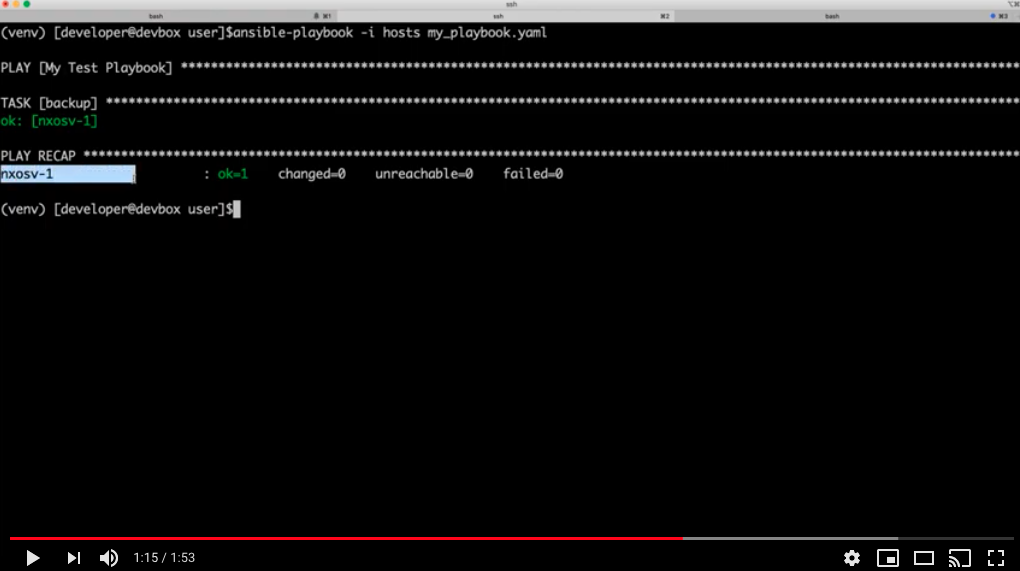 ssh
bash ⌘1 ssh ⌘2 bash ⌘3
(venv) [developer@devbox user]$ansible-playbook -i hosts my_playbook.yaml
PLAY [My Test Playbook] ***************************************************************************************************************
TASK [backup] *************************************************************************************************************************
ok: [nxosv-1]
PLAY RECAP ****************************************************************************************************************************
nxosv-1 : ok=1 changed=0 unreachable=0 failed=0
(venv) [developer@devbox user]$
1:15 / 1:53